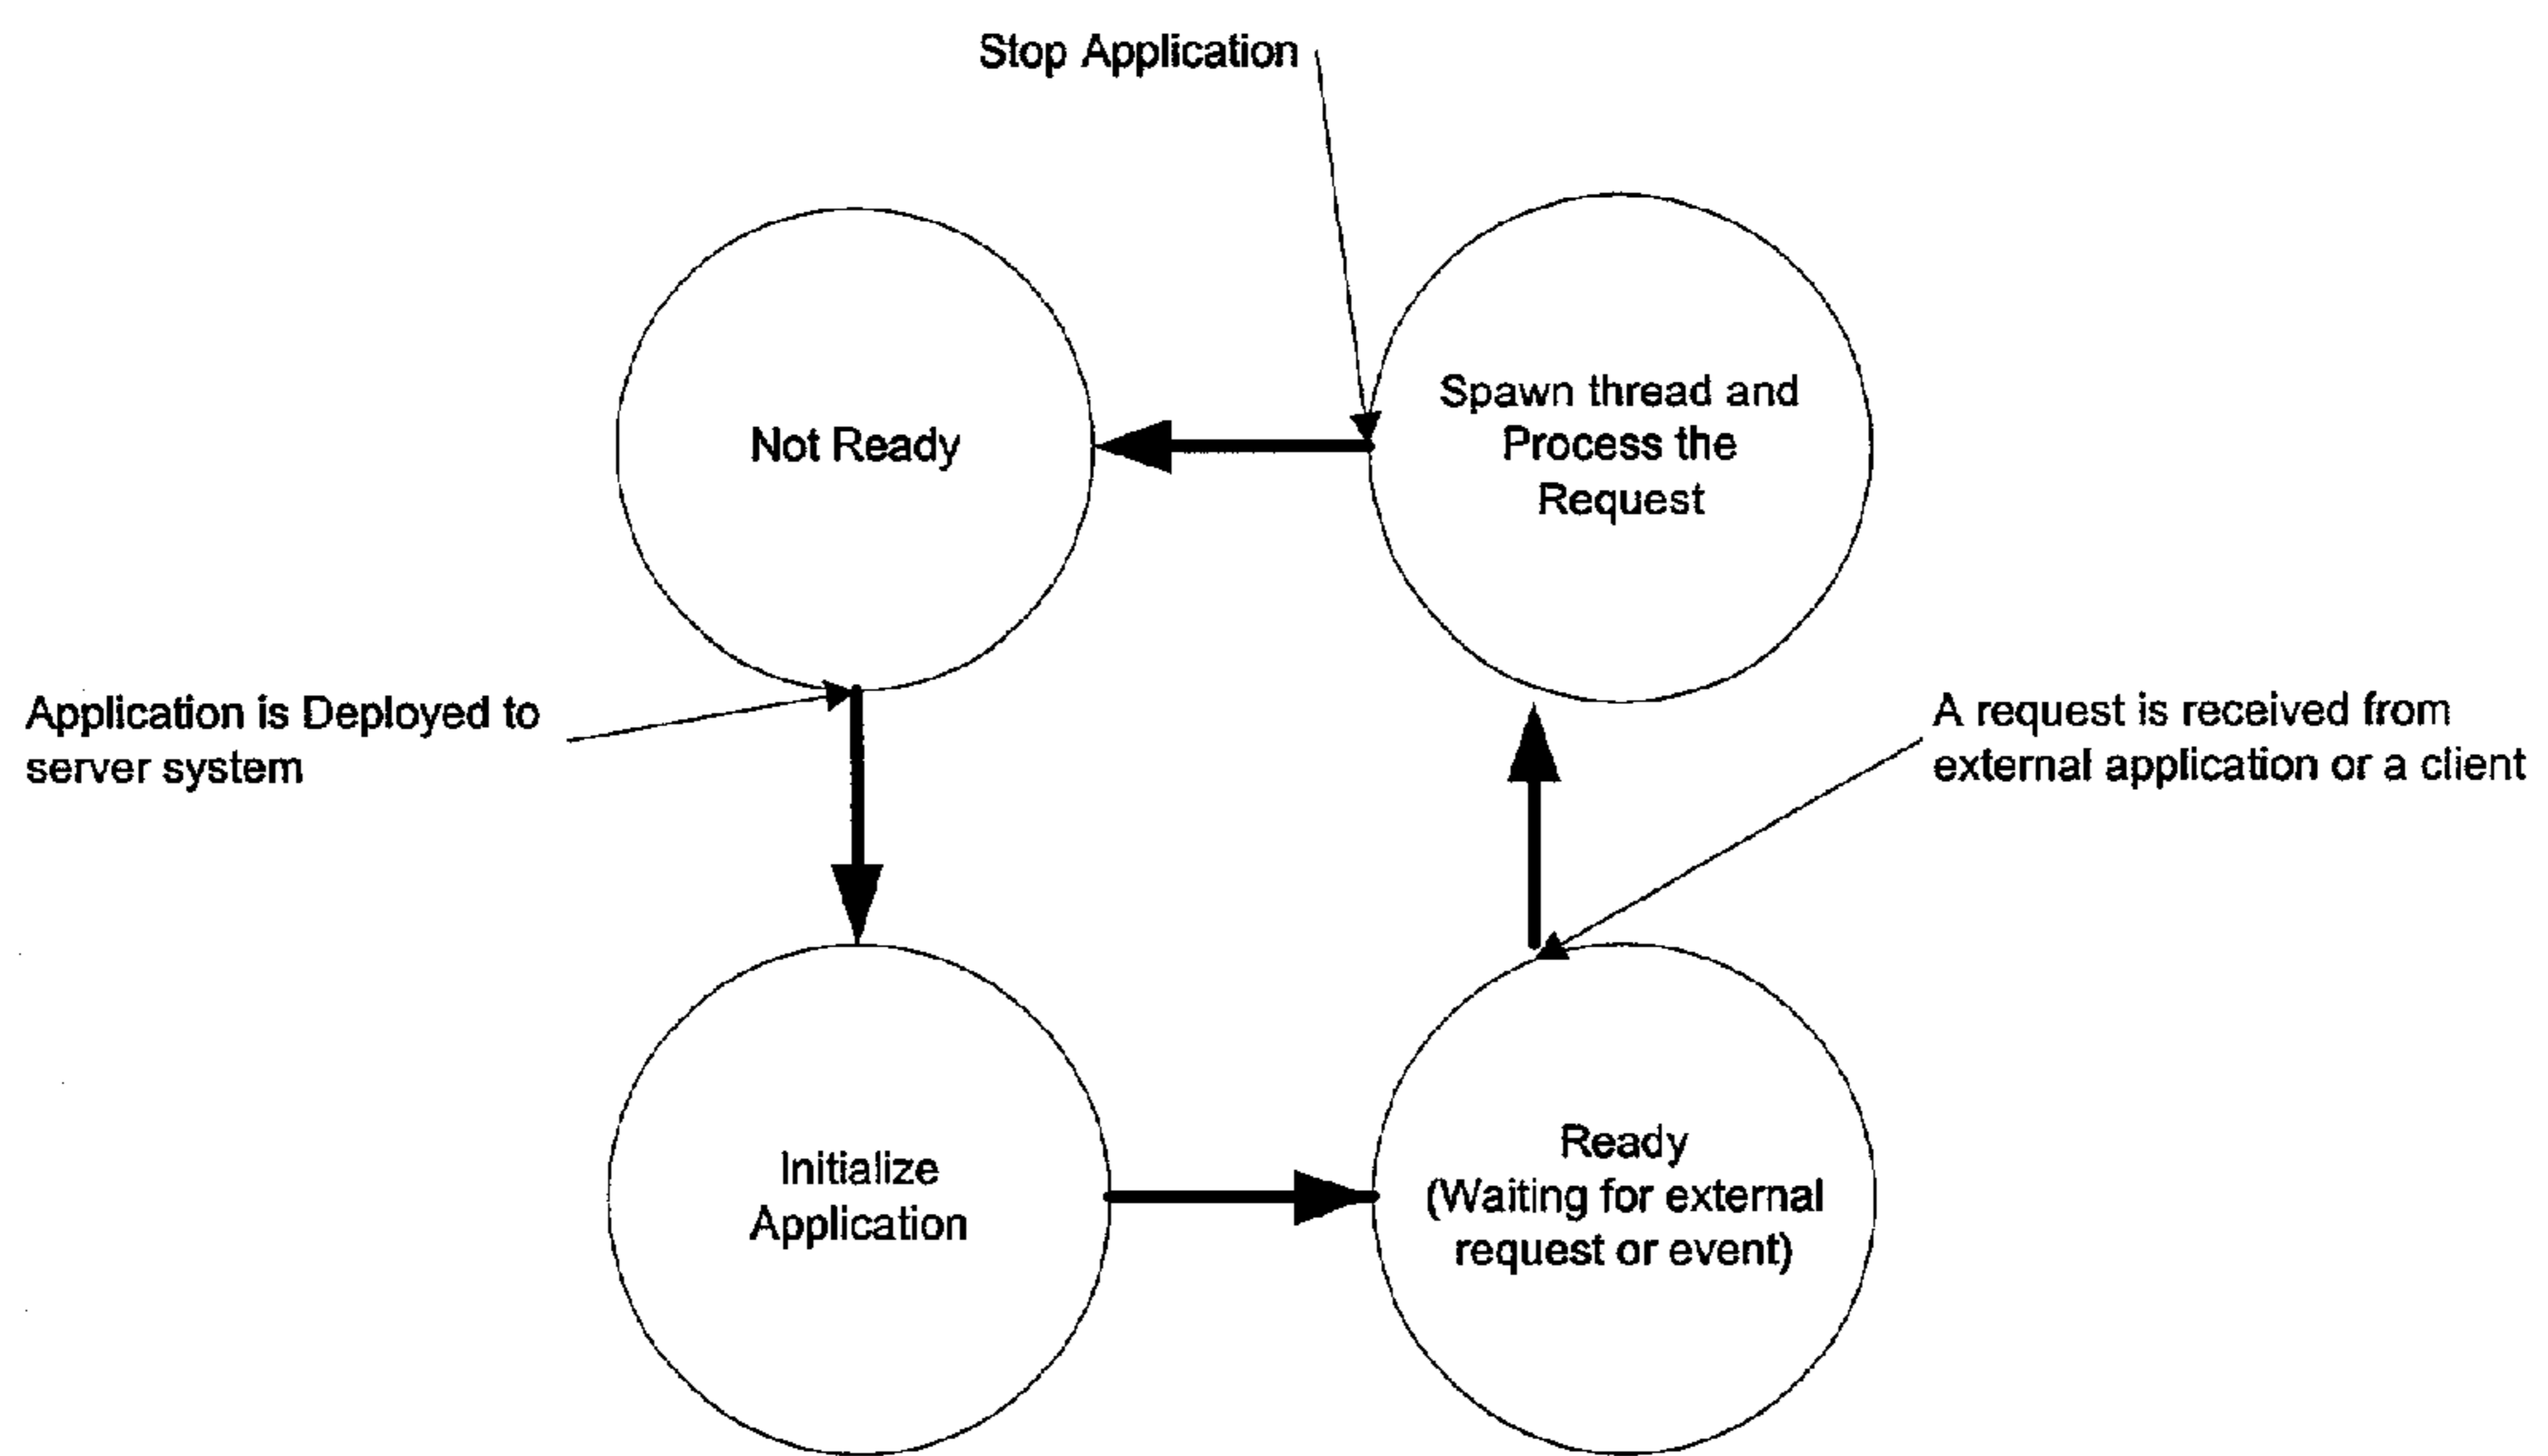 Stop Application
Not Ready
Spawn thread and
Process the
Request
Application is Deployed to
server system
A request is received from
external application or a client
Initialize
Application
Ready
(Waiting for external
request or event)